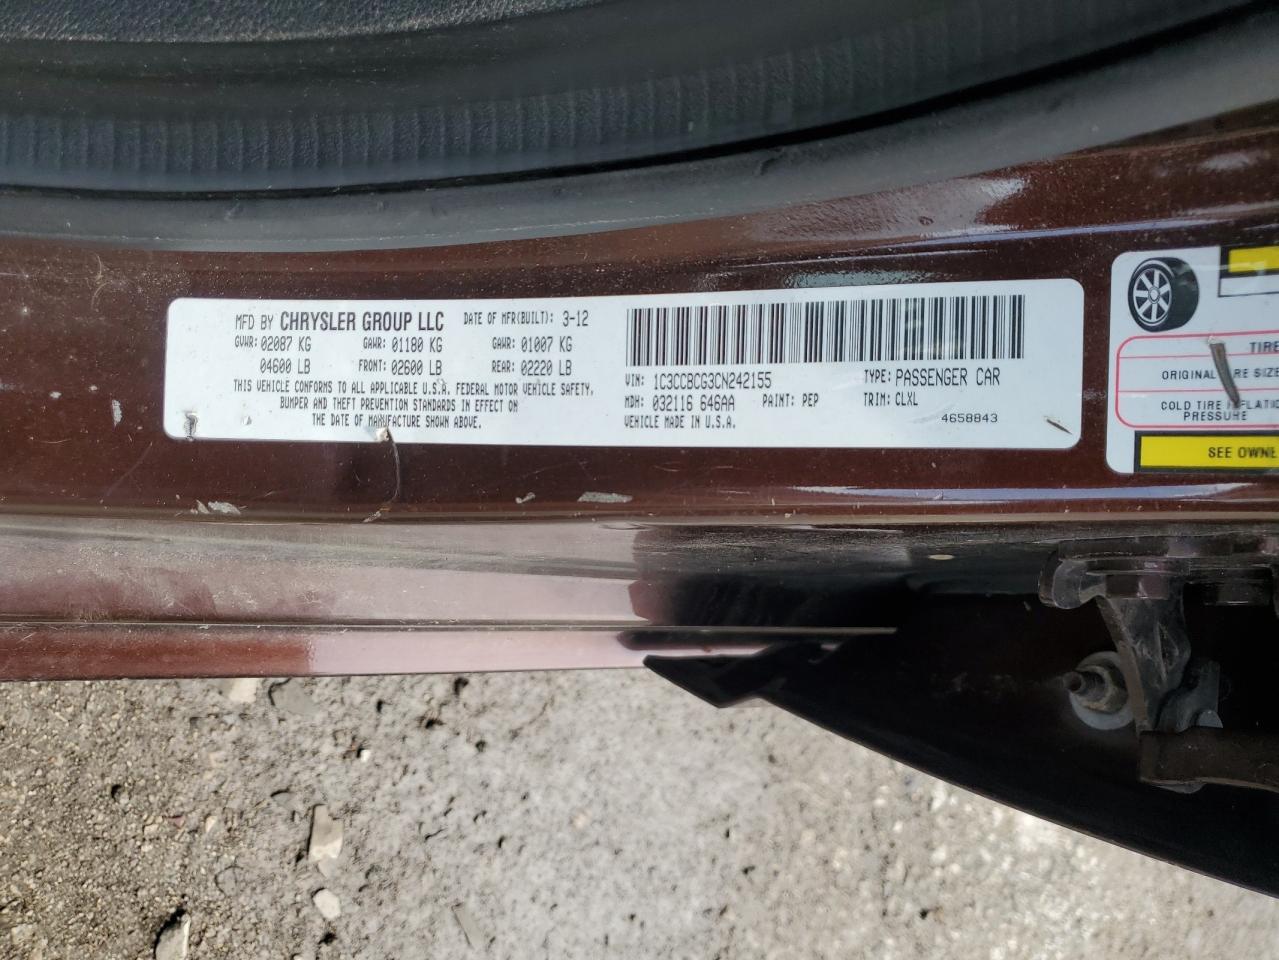 MFD BY CHRYSLER GROUP LLC DATE OF MFR(BUILT): 3-12
GVWR: 02087 KG GAWR: 01180 KG GAWR: 01007 KG
04600 LB FRONT: 02600 LB REAR: 02220 LB
THIS VEHICLE CONFORMS TO ALL APPLICABLE U.S.A. FEDERAL MOTOR VEHICLE SAFETY,
BUMPER AND THEFT PREVENTION STANDARDS IN EFFECT ON
THE DATE OF MANUFACTURE SHOWN ABOVE.
VIN: 1C3CCBCG3CN242155 TYPE: PASSENGER CAR
MDH: 032116 646AA PAINT: PEP TRIM: CLXL
VEHICLE MADE IN U.S.A. 4658843
TIRE
ORIGINAL TIRE SIZE
COLD TIRE INFLATIO
PRESSURE
SEE OWNE